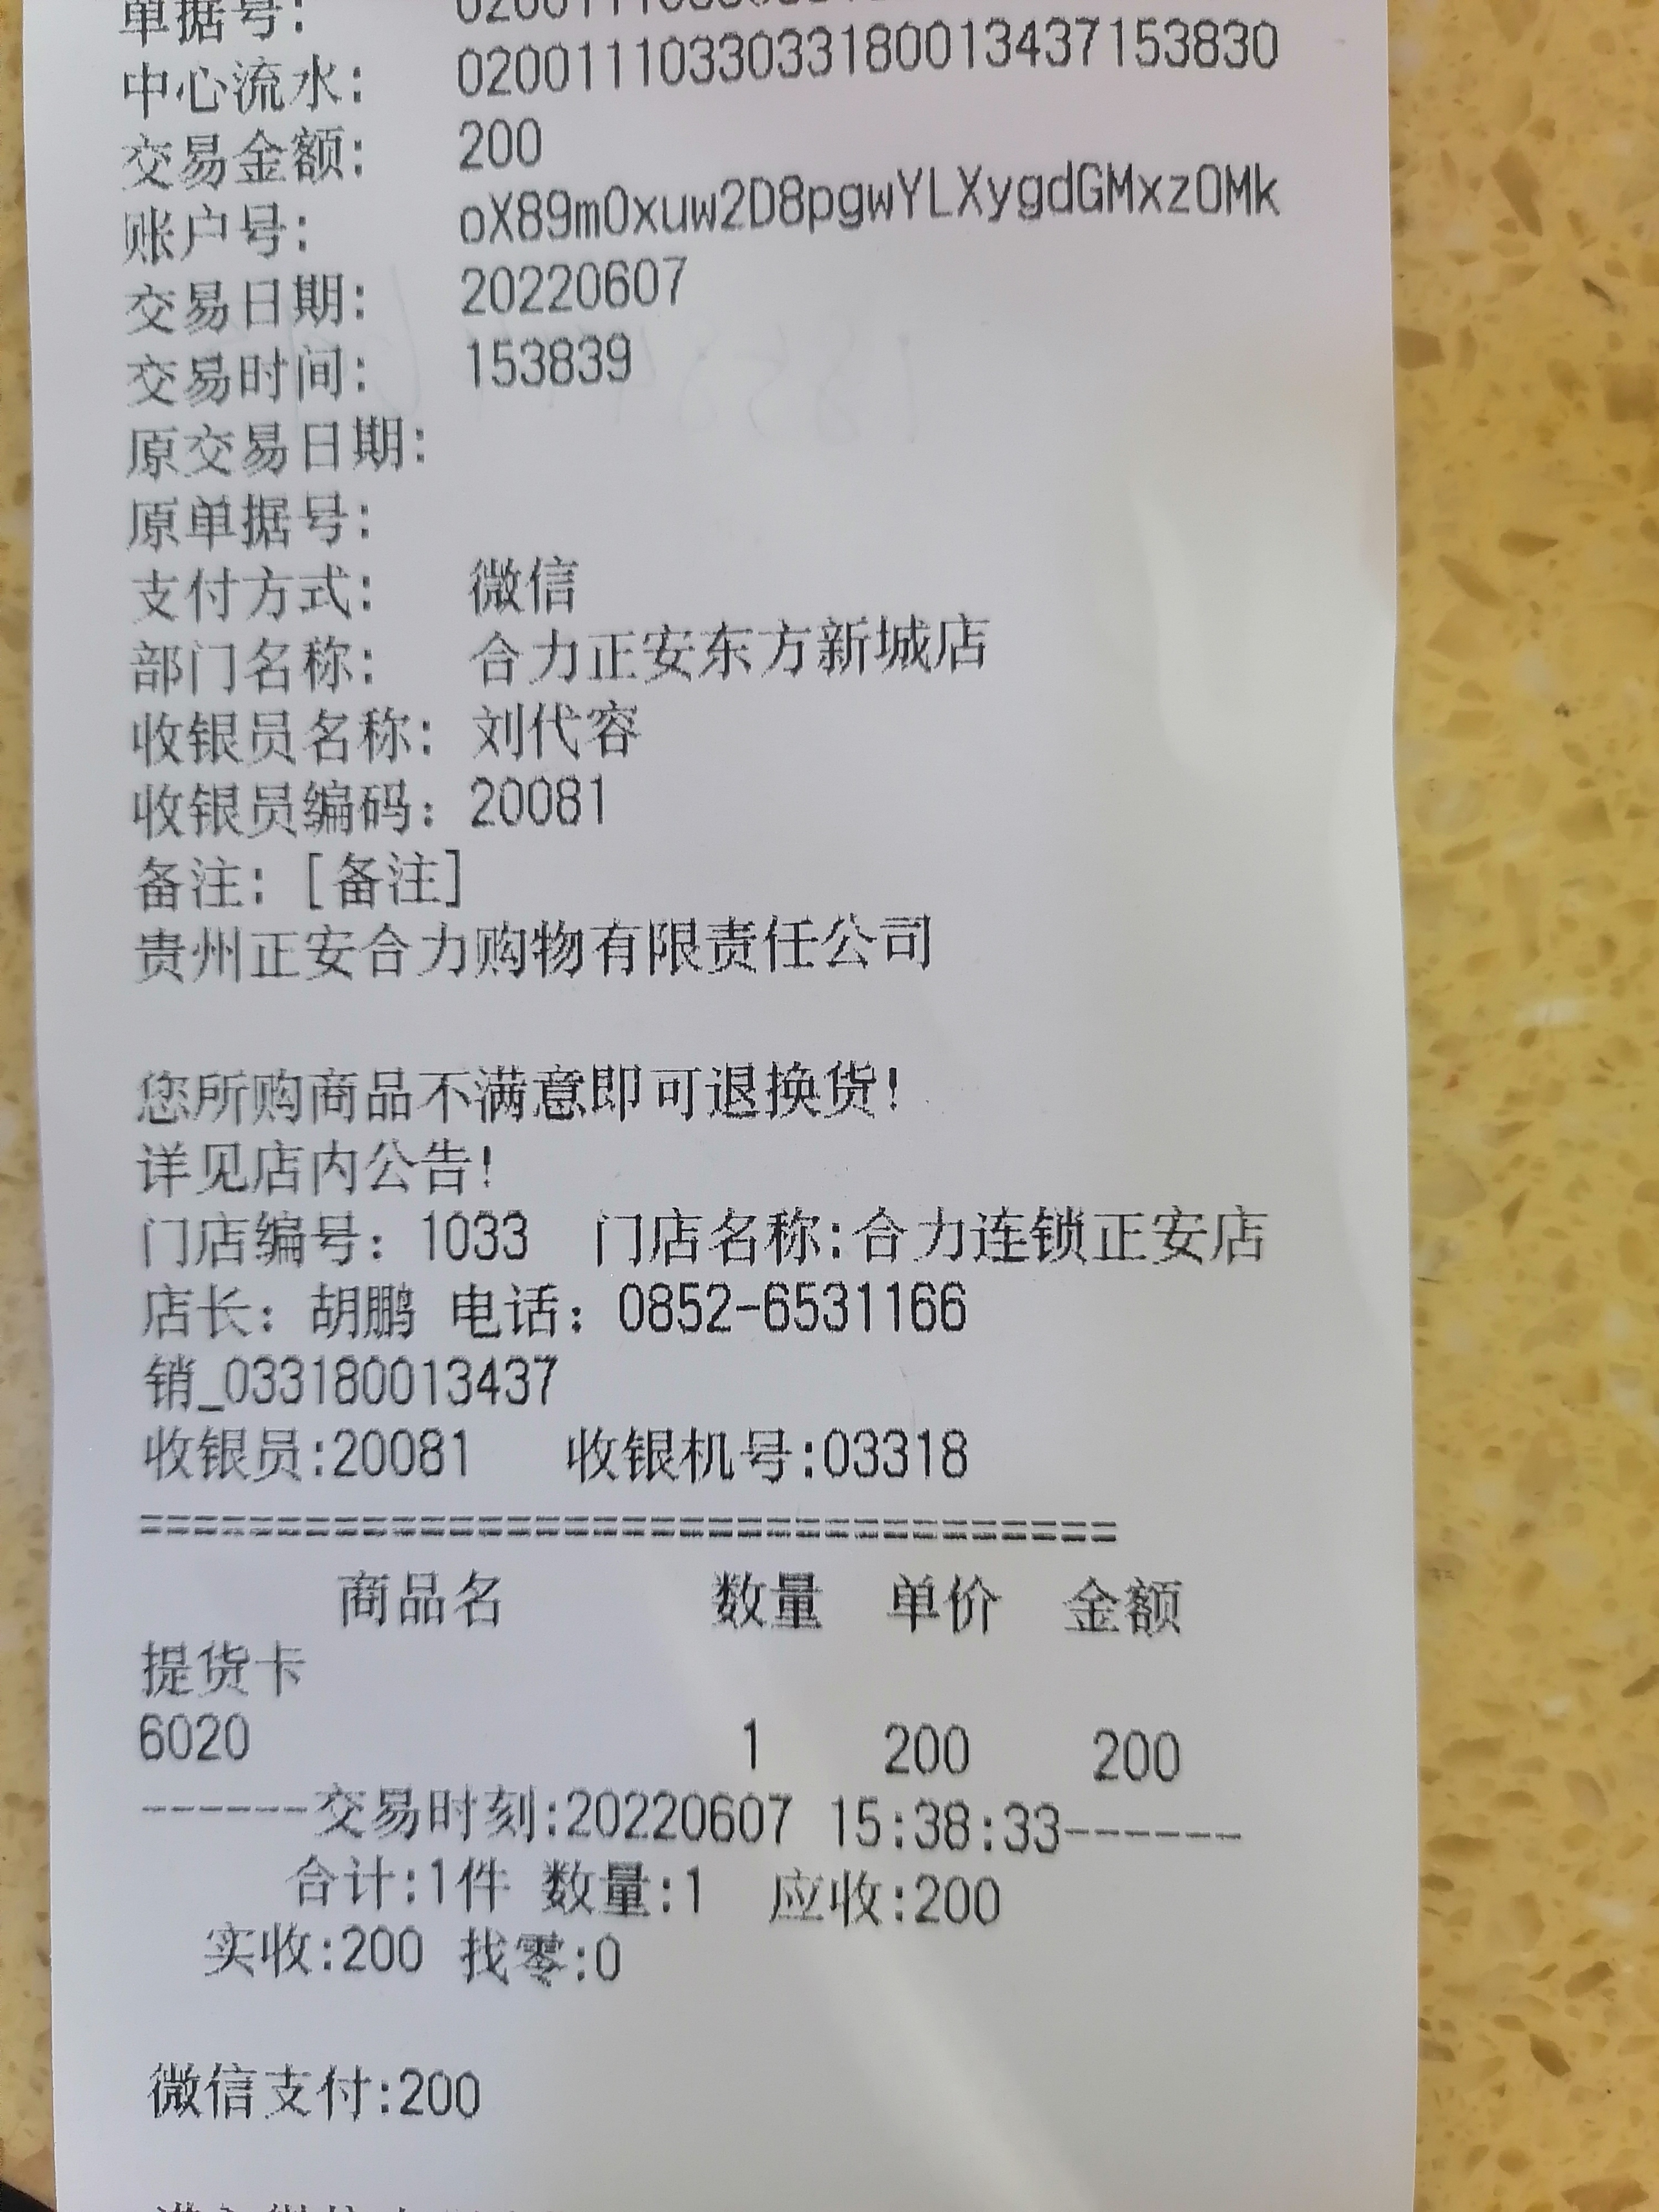 单据号:
中心流水: 0200111033033180013437153830
交易金额: 200
账户号: oX89m0xuw2D8pgwYLXygdGMxz0Mk
交易日期: 20220607
交易时间: 153839
原交易日期:
原单据号:
支付方式: 微信
部门名称: 合力正安东方新城店
收银员名称: 刘代容
收银员编码: 20081
备注: [备注]
贵州正安合力购物有限责任公司
您所购商品不满意即可退换货!
详见店内公告!
门店编号: 1033 门店名称:合力连锁正安店
店长: 胡鹏 电话: 0852-6531166
销_033180013437
收银员:20081 收银机号:03318
==================================
商品名 数量 单价 金额
提货卡
6020 1 200 200
------交易时刻:20220607 15:38:33------
合计:1件 数量:1 应收:200
实收:200 找零:0
微信支付:200